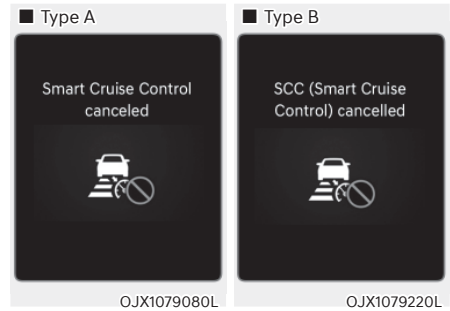 ■ Type A
Smart Cruise Control
canceled
OJX1079080L
■ Type B
SCC (Smart Cruise
Control) cancelled
OJX1079220L